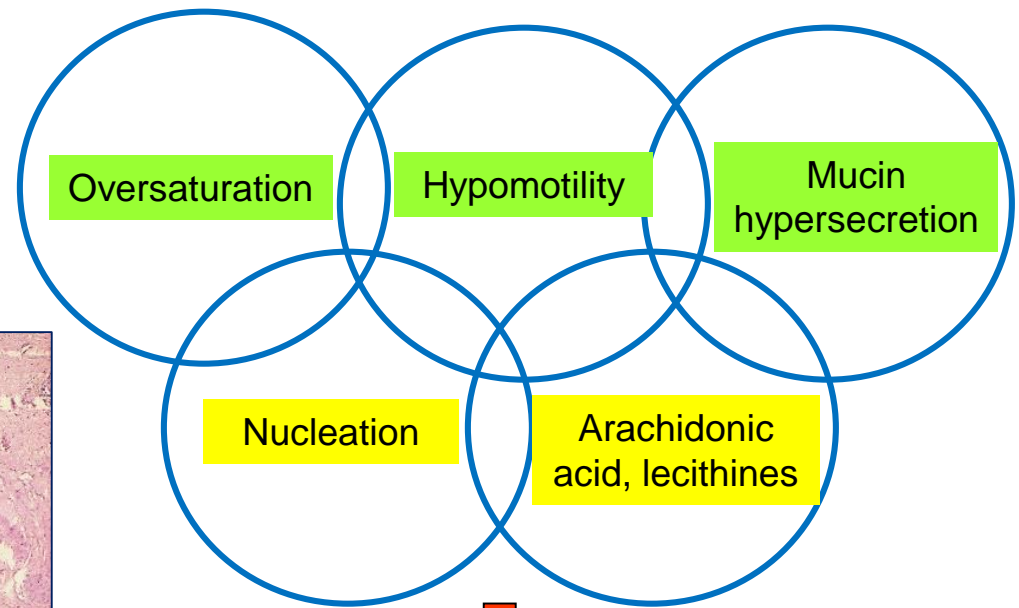 Oversaturation
Hypomotility
Mucin
hypersecretion
Nucleation
Arachidonic
acid, lecithines